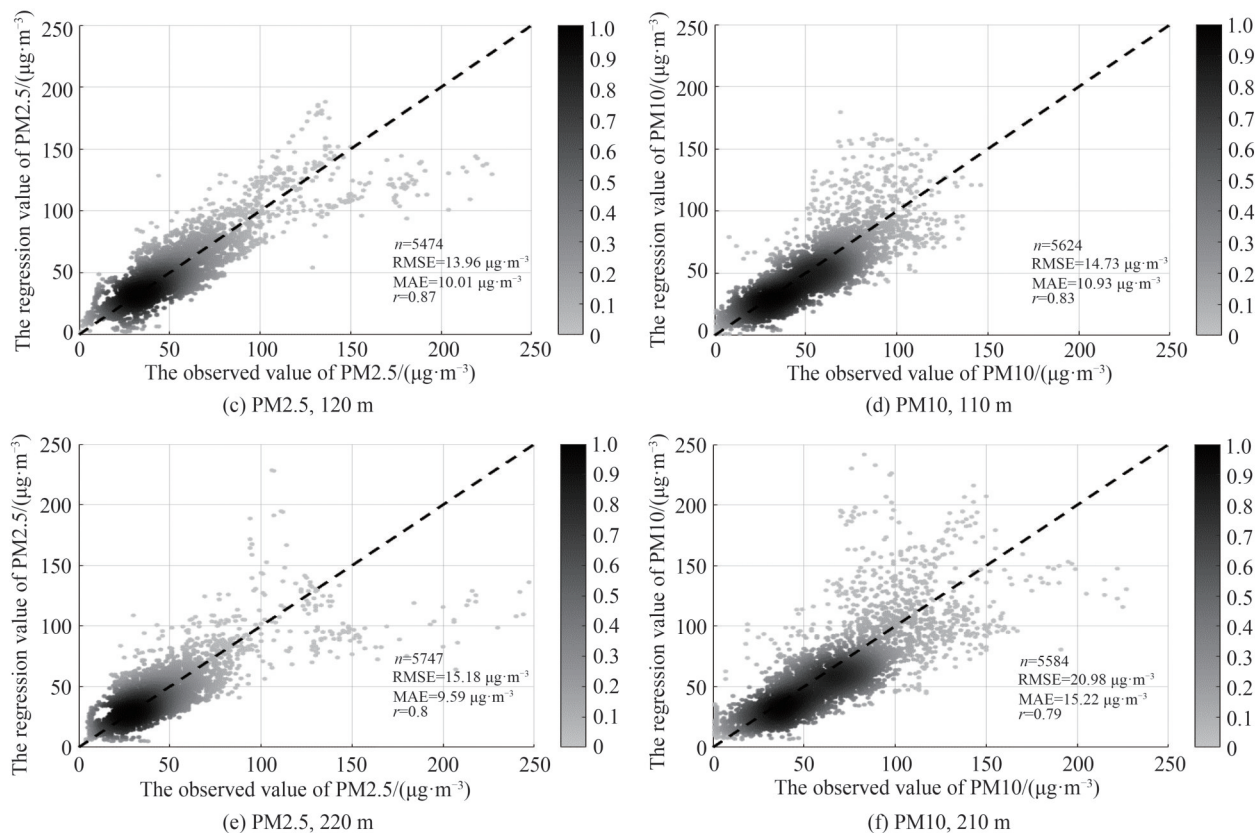 The regression value of PM2.5/(μg·m⁻³)
250
200
150
100
50
0
0 50 100 150 200 250
The observed value of PM2.5/(μg·m⁻³)
n=5474
RMSE=13.96 μg·m⁻³
MAE=10.01 μg·m⁻³
r=0.87
1.0
0.9
0.8
0.7
0.6
0.5
0.4
0.3
0.2
0.1
0
(c) PM2.5, 120 m
The regression value of PM10/(μg·m⁻³)
250
200
150
100
50
0
0 50 100 150 200 250
The observed value of PM10/(μg·m⁻³)
n=5624
RMSE=14.73 μg·m⁻³
MAE=10.93 μg·m⁻³
r=0.83
1.0
0.9
0.8
0.7
0.6
0.5
0.4
0.3
0.2
0.1
0
(d) PM10, 110 m
The regression value of PM2.5/(μg·m⁻³)
250
200
150
100
50
0
0 50 100 150 200 250
The observed value of PM2.5/(μg·m⁻³)
n=5747
RMSE=15.18 μg·m⁻³
MAE=9.59 μg·m⁻³
r=0.8
1.0
0.9
0.8
0.7
0.6
0.5
0.4
0.3
0.2
0.1
0
(e) PM2.5, 220 m
The regression value of PM10/(μg·m⁻³)
250
200
150
100
50
0
0 50 100 150 200 250
The observed value of PM10/(μg·m⁻³)
n=5584
RMSE=20.98 μg·m⁻³
MAE=15.22 μg·m⁻³
r=0.79
1.0
0.9
0.8
0.7
0.6
0.5
0.4
0.3
0.2
0.1
0
(f) PM10, 210 m